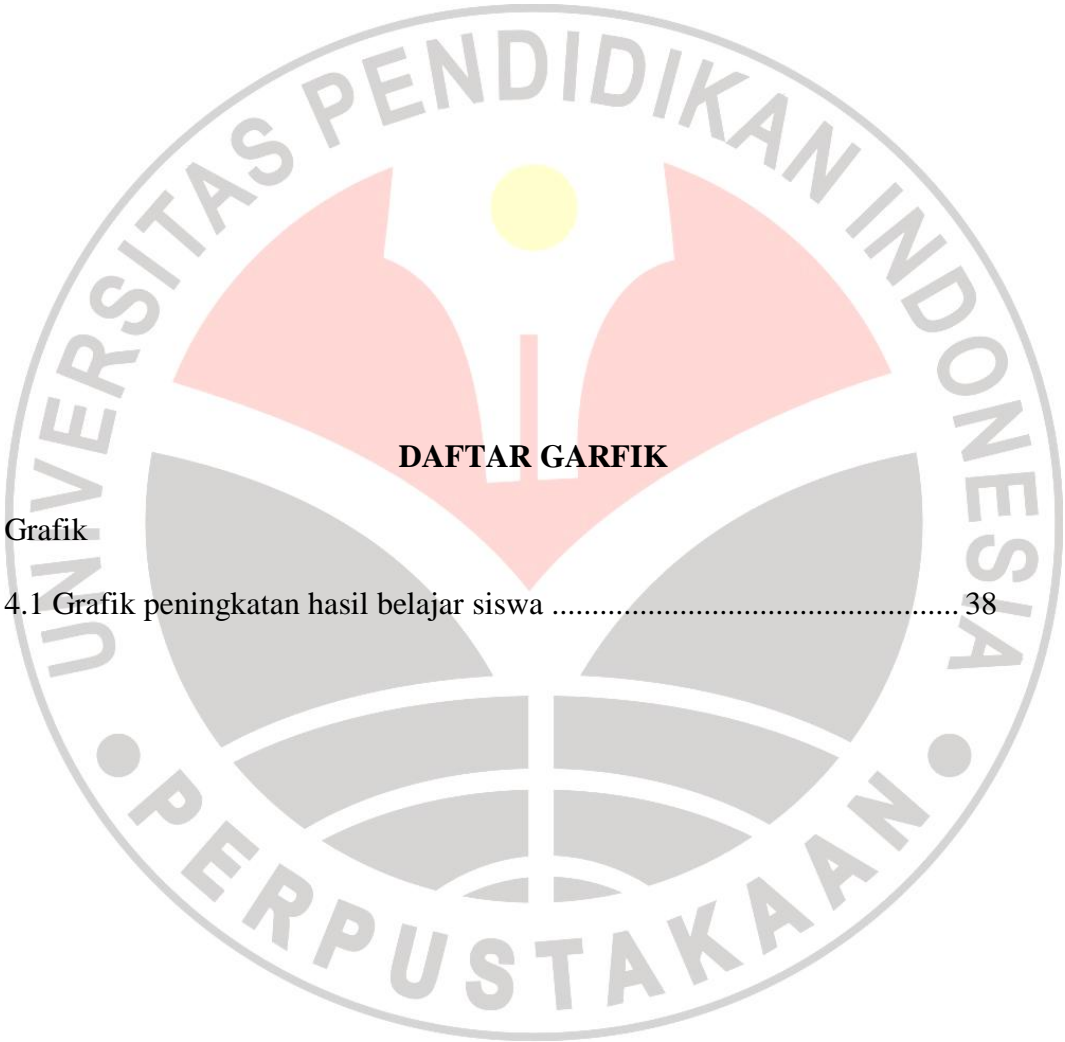 UNIVERSITAS PENDIDIKAN INDONESIA
DAFTAR GARFIK
Grafik
4.1 Grafik peningkatan hasil belajar siswa .................................................... 38
PERPUSTAKAAN